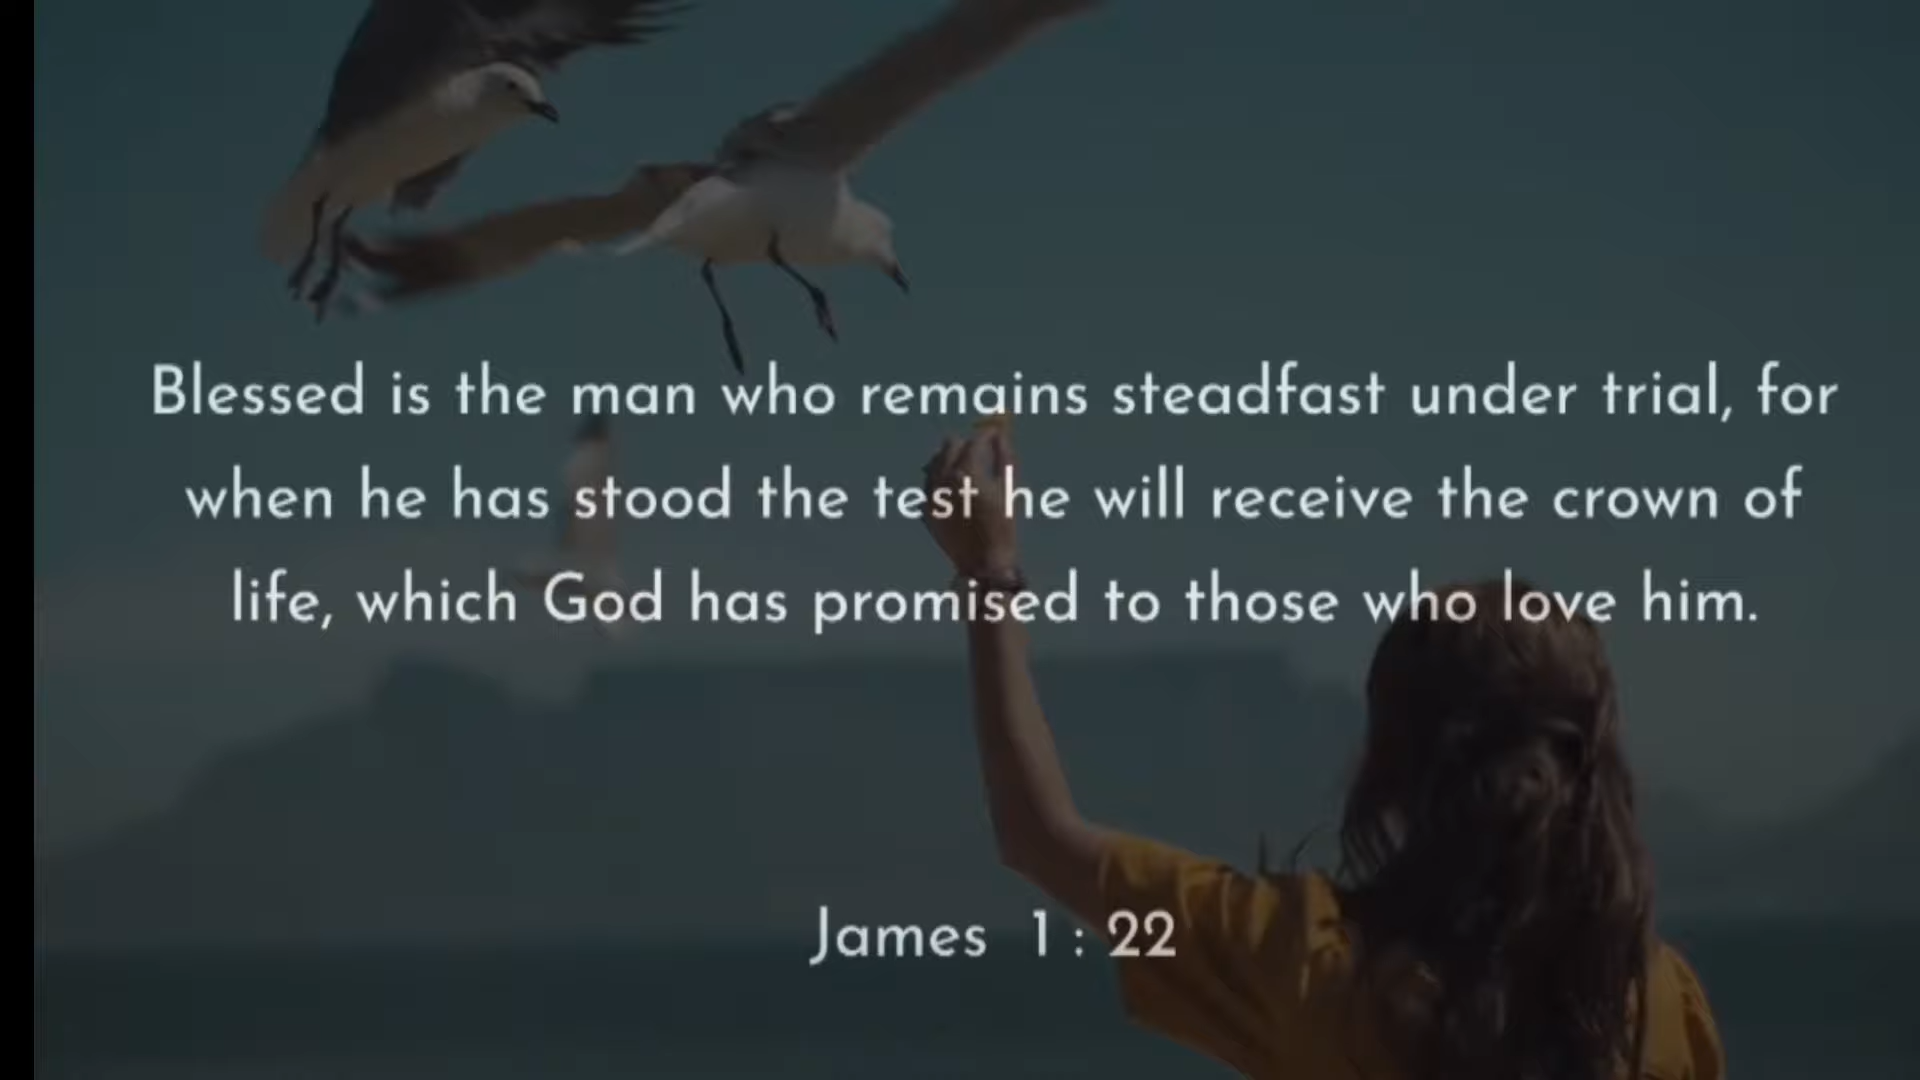 Blessed is the man who remains steadfast under trial, for
when he has stood the test he will receive the crown of
life, which God has promised to those who love him.
James 1 : 22